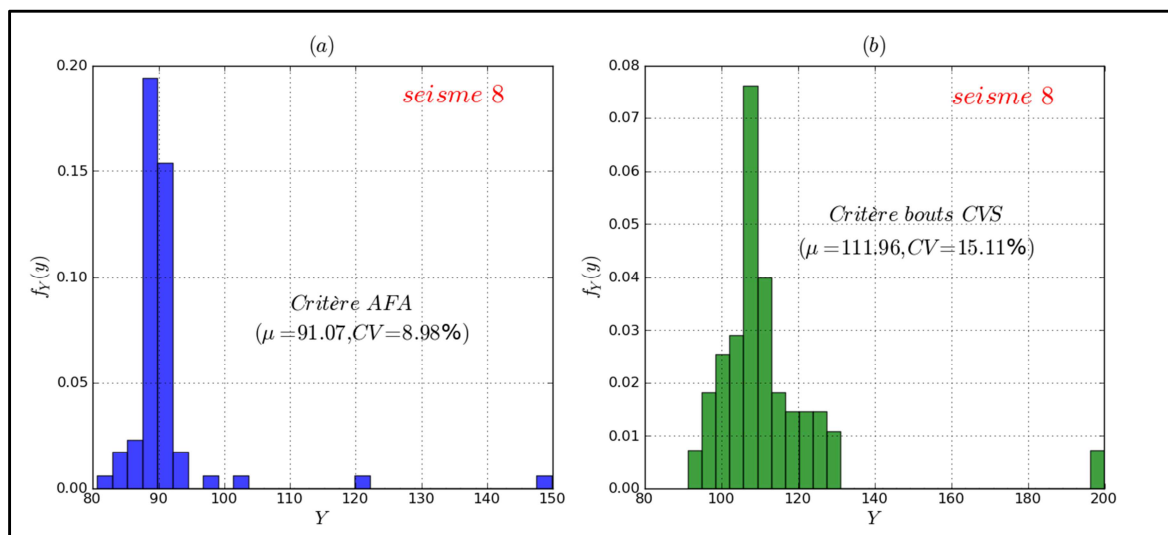 (a)
seisme 8
Critère AFA
(μ=91.07,CV=8.98%)
f_Y(y)
0.20
0.15
0.10
0.05
0.00
80 90 100 110 120 130 140 150
Y
(b)
seisme 8
Critère bouts CVS
(μ=111.96,CV=15.11%)
f_Y(y)
0.08
0.07
0.06
0.05
0.04
0.03
0.02
0.01
0.00
80 100 120 140 160 180 200
Y